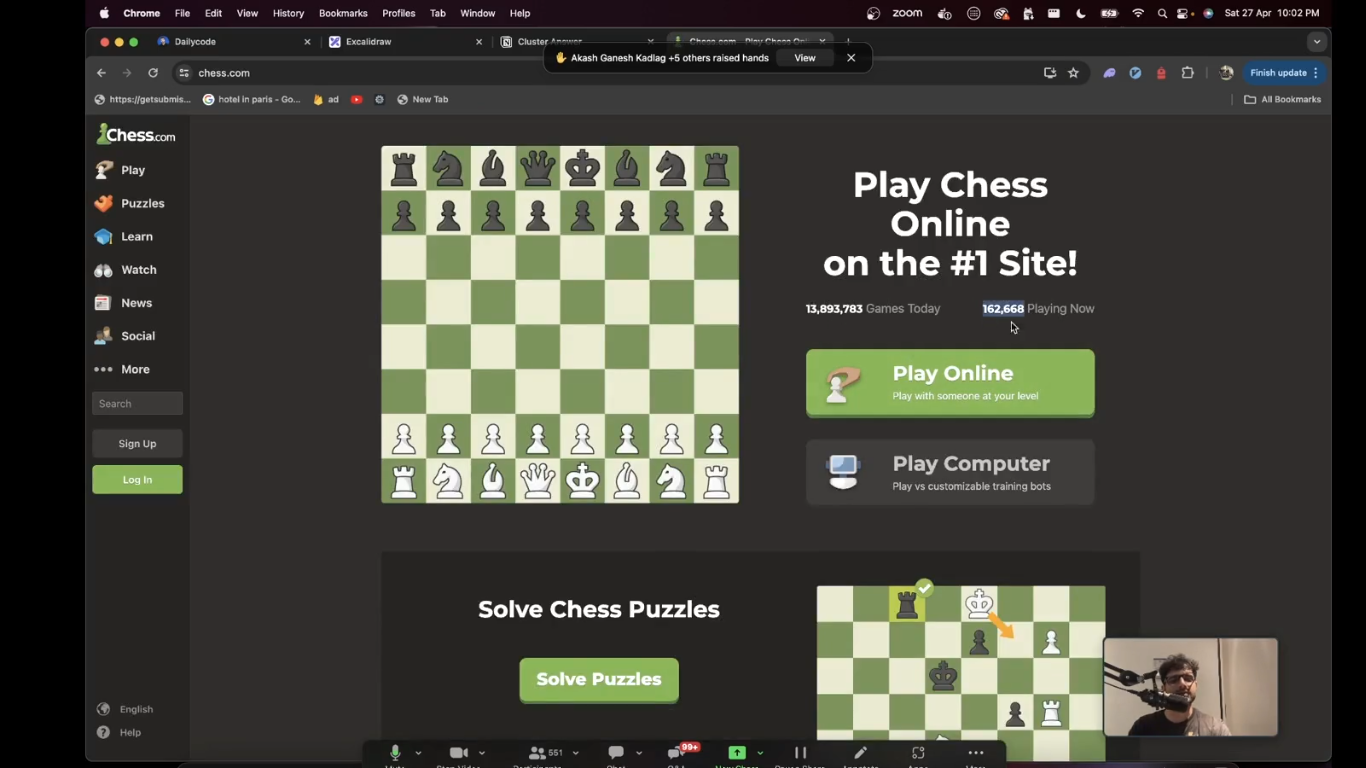 Chrome File Edit View History Bookmarks Profiles Tab Window Help zoom Sat 27 Apr 10:02 PM
Dailycode Excalidraw Cluster Answer Chess.com - Play Chess Onl
Akash Ganesh Kadlag +5 others raised hands View
chess.com Finish update
https://getsubmis... hotel in paris - Go... ad New Tab All Bookmarks
Chess.com
Play
Puzzles
Learn
Watch
News
Social
More
Search
Sign Up
Log In
English
Help
Play Chess
Online
on the #1 Site!
13,893,783 Games Today 162,668 Playing Now
Play Online
Play with someone at your level
Play Computer
Play vs customizable training bots
Solve Chess Puzzles
Solve Puzzles
551 99+